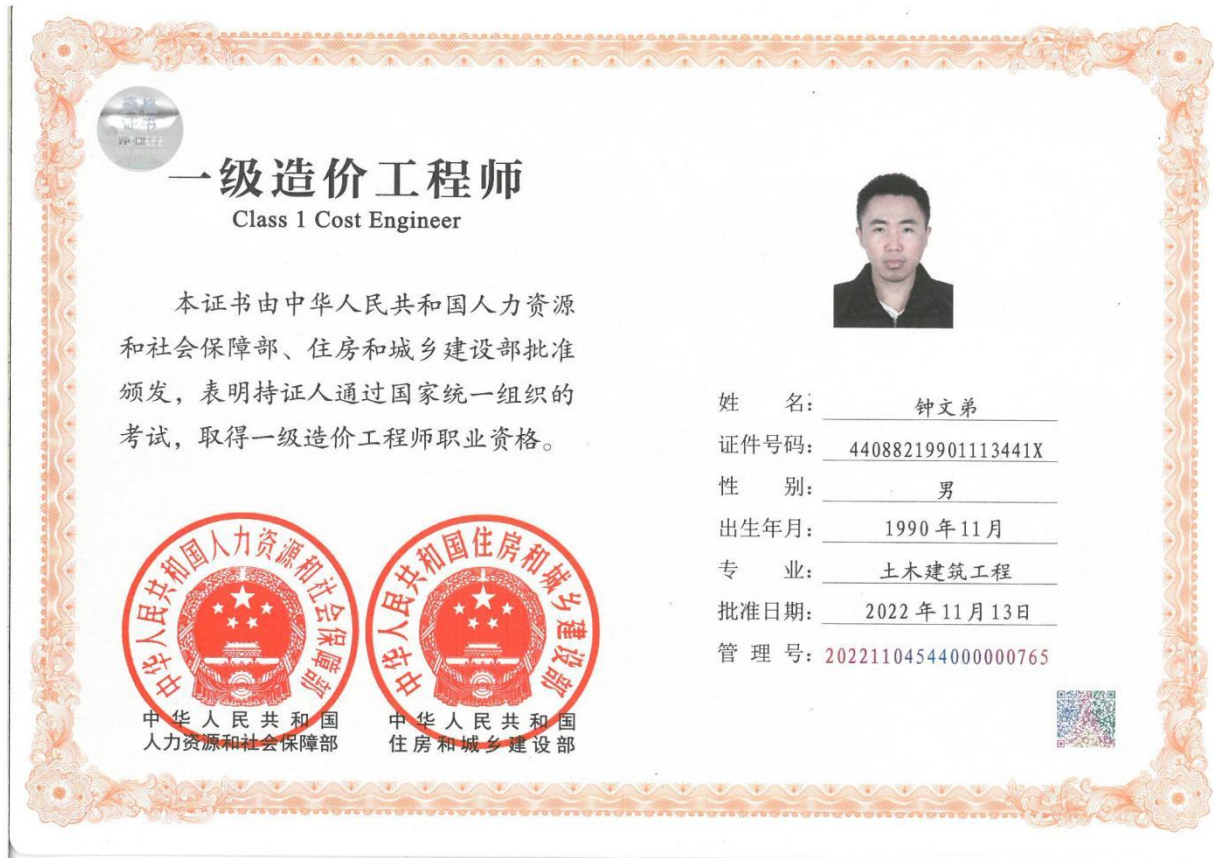 资格
证书
一级造价工程师
Class 1 Cost Engineer
本证书由中华人民共和国人力资源
和社会保障部、住房和城乡建设部批准
颁发，表明持证人通过国家统一组织的
考试，取得一级造价工程师职业资格。
中华人民共和国人力资源和社会保障部
中华人民共和国
人力资源和社会保障部
中华人民共和国住房和城乡建设部
中华人民共和国
住房和城乡建设部
姓 名： 钟文弟
证件号码： 44088219901113441X
性 别： 男
出生年月： 1990年11月
专 业： 土木建筑工程
批准日期： 2022年11月13日
管 理 号： 20221104544000000765